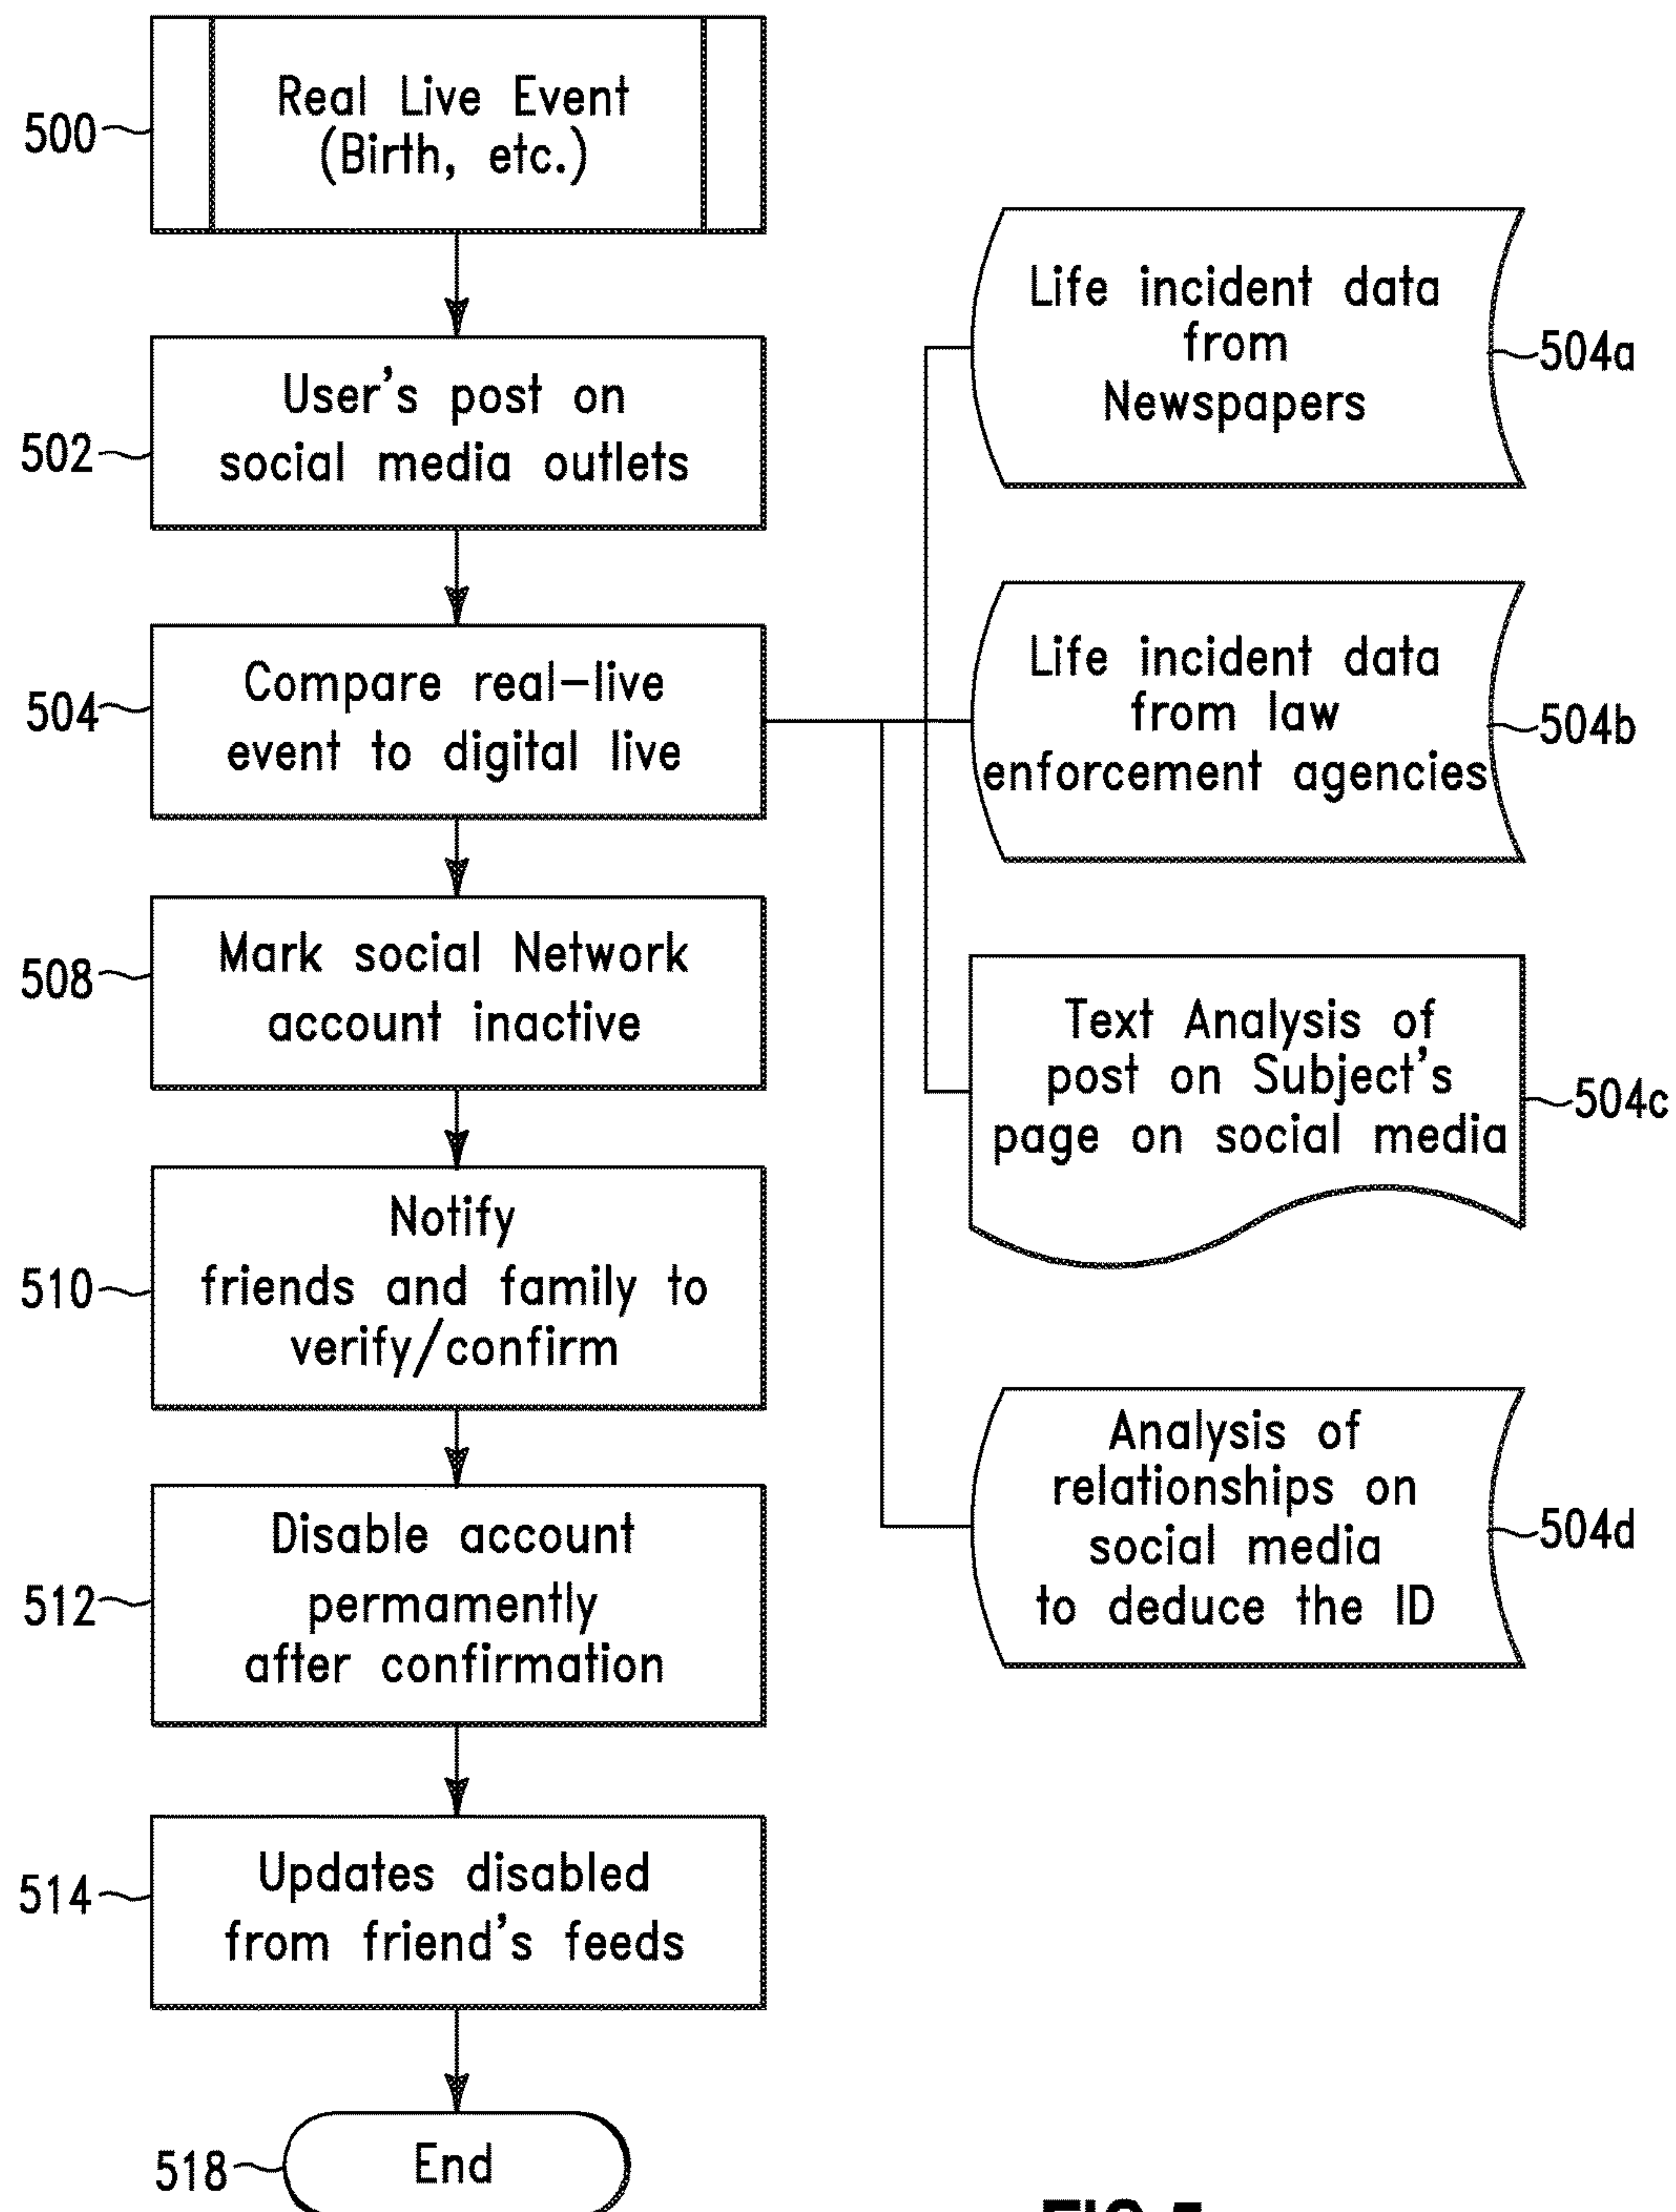 500
Real Live Event
(Birth, etc.)
502
User's post on
social media outlets
504
Compare real-live
event to digital live
Life incident data
from
Newspapers
504a
Life incident data
from law
enforcement agencies
504b
Text Analysis of
post on Subject's
page on social media
504c
Analysis of
relationships on
social media
to deduce the ID
504d
508
Mark social Network
account inactive
510
Notify
friends and family to
verify/confirm
512
Disable account
permamently
after confirmation
514
Updates disabled
from friend's feeds
518
End